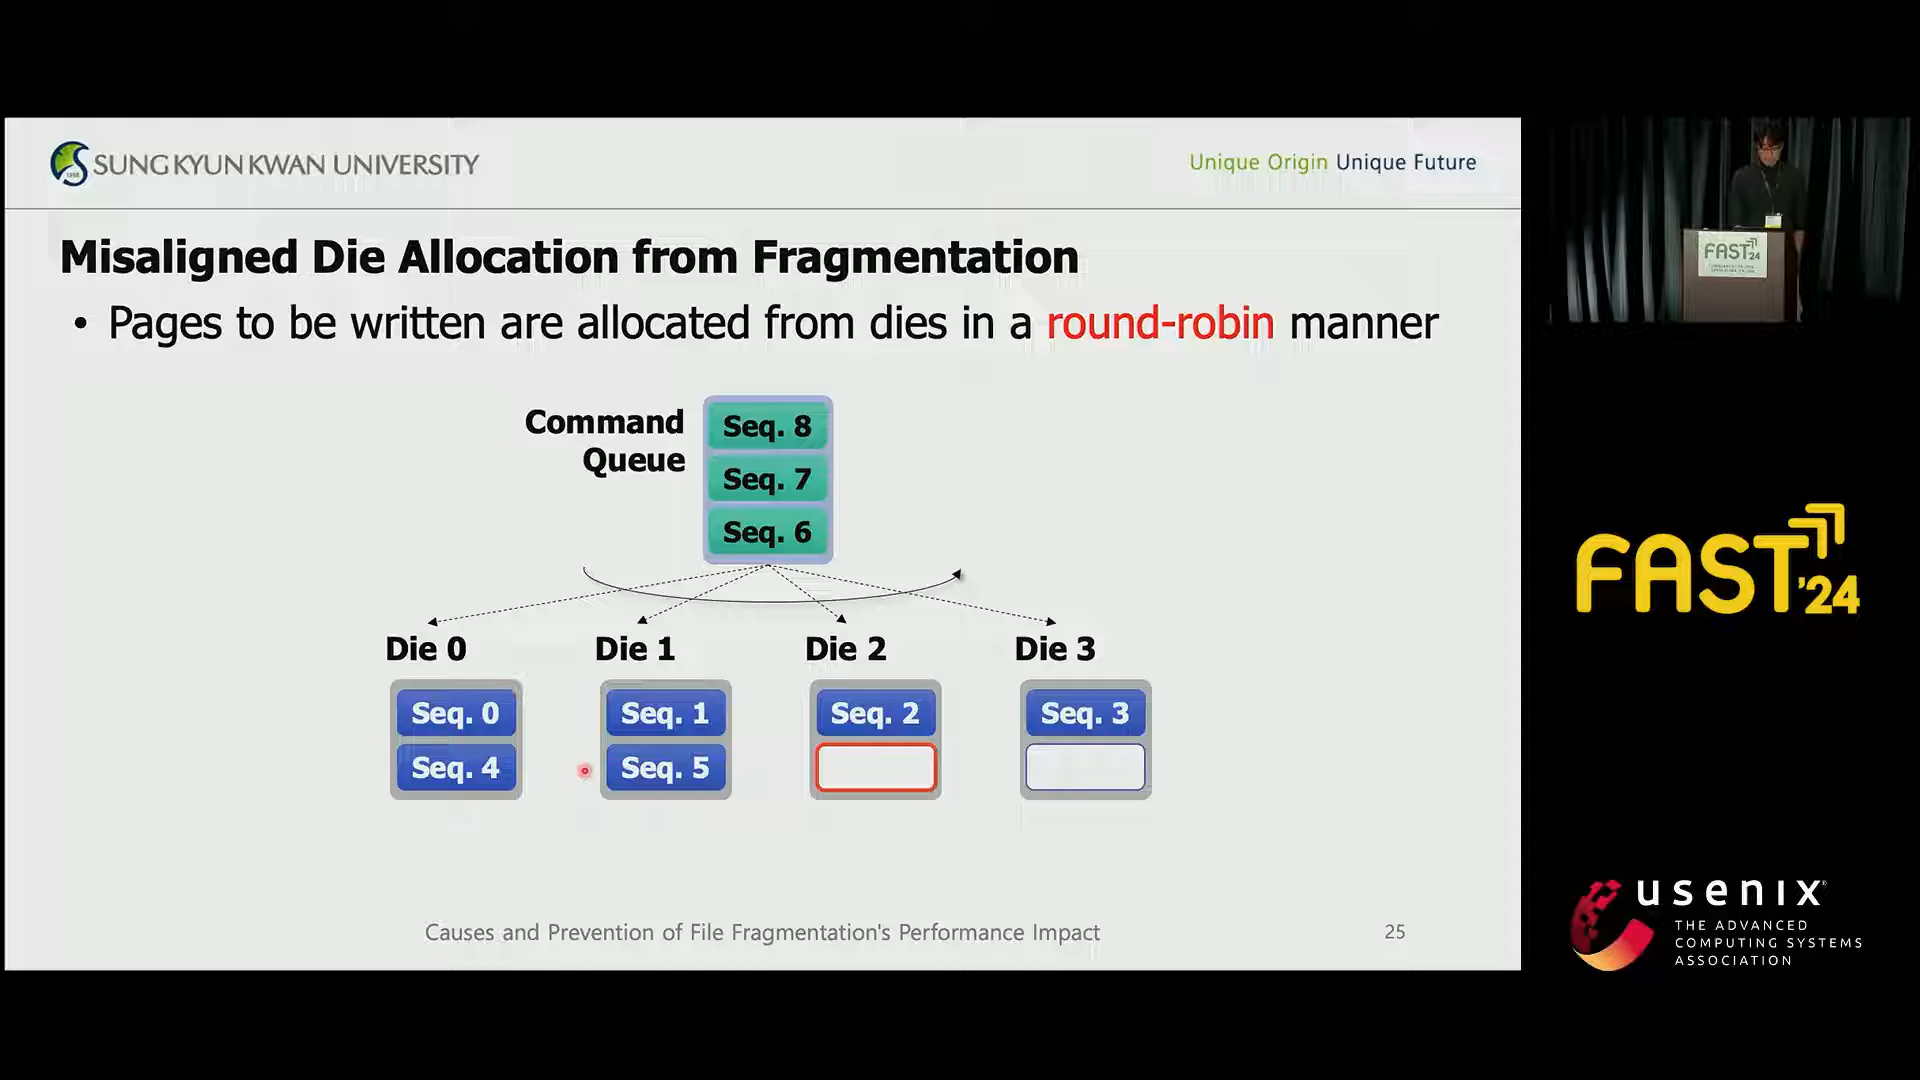 SUNG KYUN KWAN UNIVERSITY
Unique Origin Unique Future
Misaligned Die Allocation from Fragmentation
• Pages to be written are allocated from dies in a round-robin manner
Command
Queue
Seq. 8
Seq. 7
Seq. 6
Die 0
Die 1
Die 2
Die 3
Seq. 0
Seq. 1
Seq. 2
Seq. 3
Seq. 4
Seq. 5
Causes and Prevention of File Fragmentation's Performance Impact
25
FAST'24
FAST'24
usenix
THE ADVANCED
COMPUTING SYSTEMS
ASSOCIATION